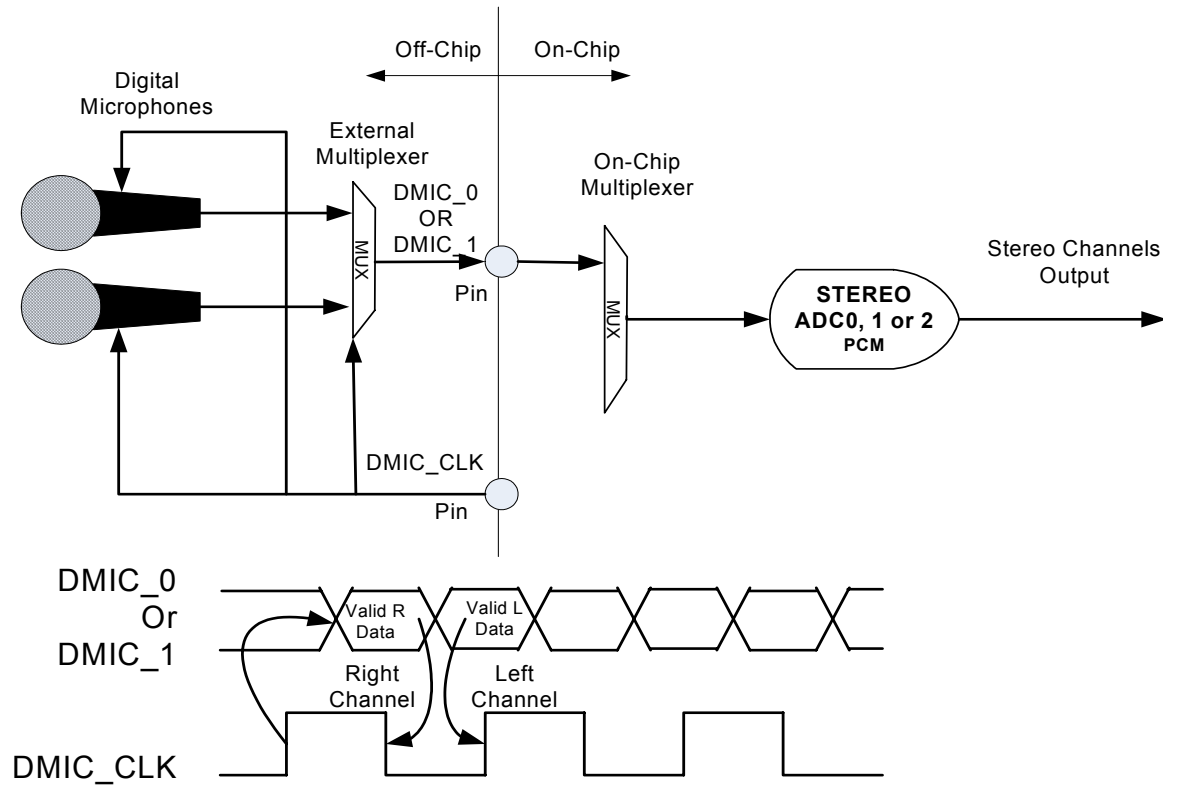 Off-Chip
On-Chip
Digital
Microphones
External
Multiplexer
On-Chip
Multiplexer
DMIC_0
OR
DMIC_1
MUX
Pin
MUX
STEREO
ADC0, 1 or 2
PCM
Stereo Channels
Output
DMIC_CLK
Pin
DMIC_0
Or
DMIC_1
Valid R
Data
Valid L
Data
Right
Channel
Left
Channel
DMIC_CLK